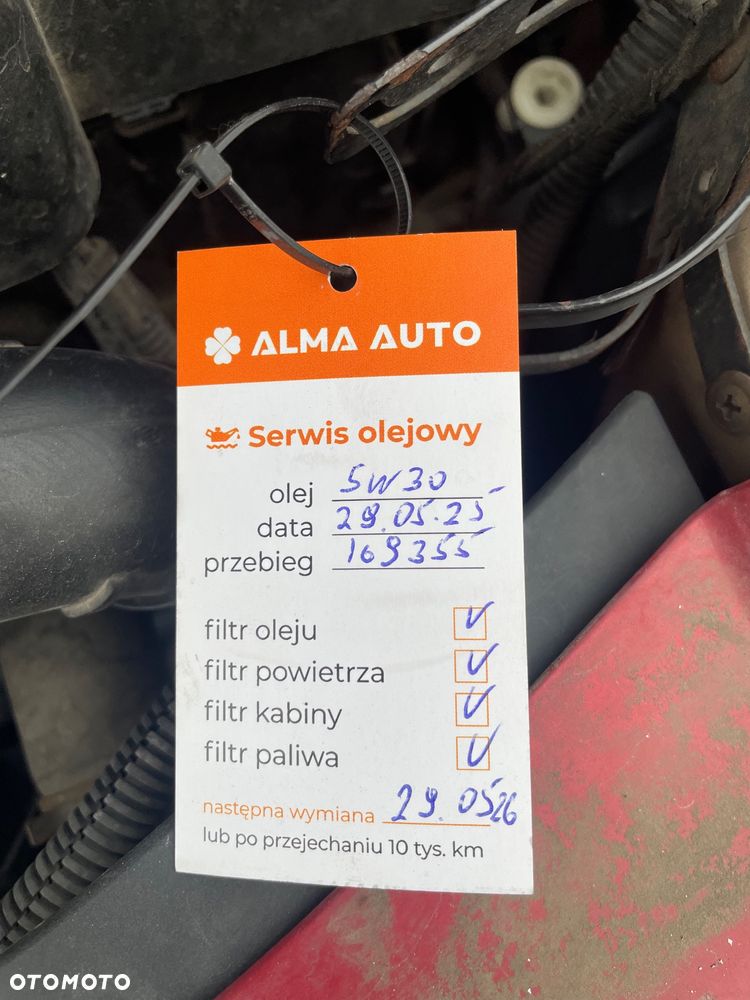 ALMA AUTO
Serwis olejowy
olej 5W30
data 29.05.25
przebieg 169355
filtr oleju
filtr powietrza
filtr kabiny
filtr paliwa
następna wymiana 29.05 26
lub po przejechaniu 10 tys. km
OTOMOTO